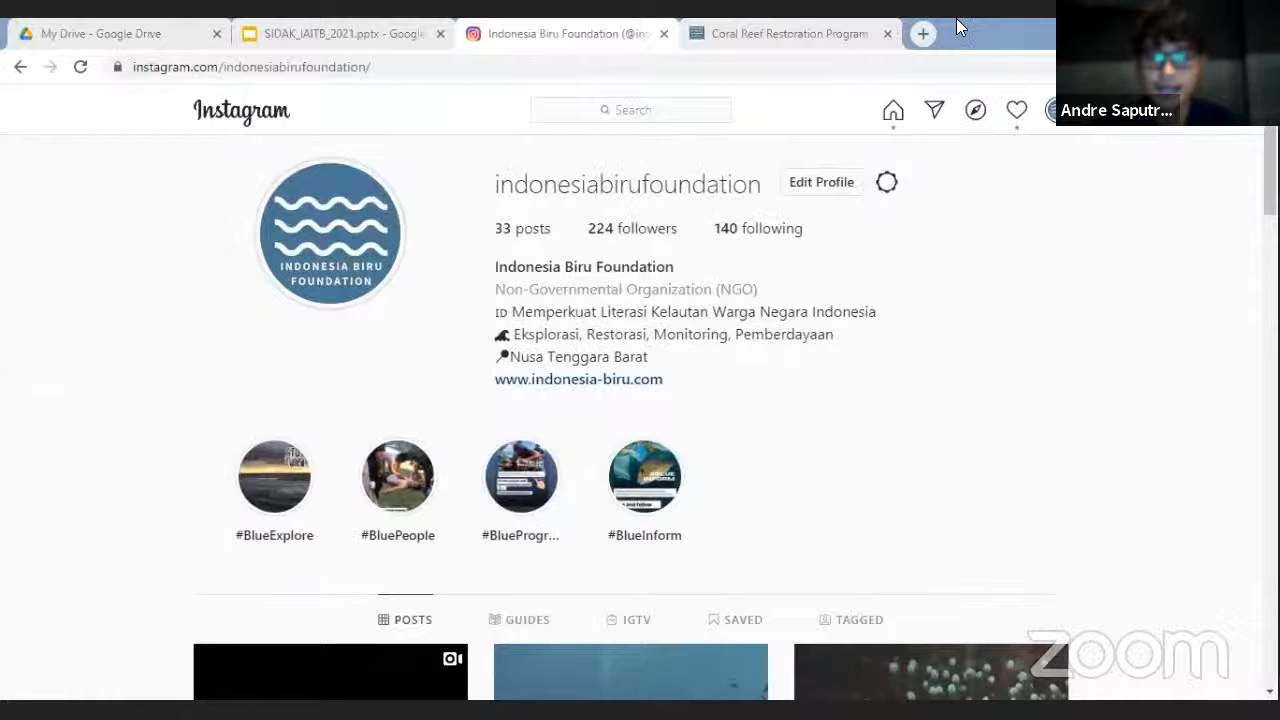 My Drive - Google Drive
SIDAK_IAITB_2021.pptx - Google
Indonesia Biru Foundation (@in
Coral Reef Restoration Program
instagram.com/indonesiabirufoundation/
Andre Saputr...
Instagram
Search
indonesiabirufoundation
Edit Profile
33 posts
224 followers
140 following
INDONESIA BIRU
FOUNDATION
Indonesia Biru Foundation
Non-Governmental Organization (NGO)
ID Memperkuat Literasi Kelautan Warga Negara Indonesia
Eksplorasi, Restorasi, Monitoring, Pemberdayaan
Nusa Tenggara Barat
www.indonesia-biru.com
#BlueExplore
#BluePeople
#BlueProgr...
#BlueInform
POSTS
GUIDES
IGTV
SAVED
TAGGED
zoom